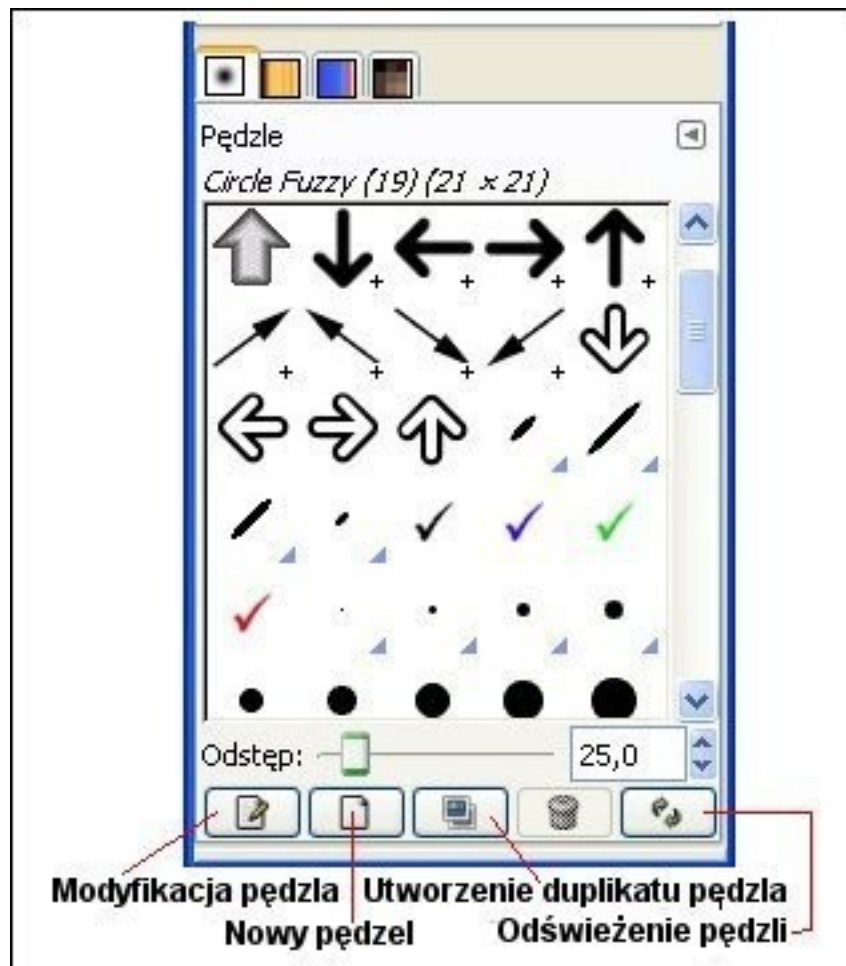 Pędzle
Circle Fuzzy (19) (21 × 21)
Odstęp:
25,0
Modyfikacja pędzla
Utworzenie duplikatu pędzla
Nowy pędzel
Odświeżenie pędzli